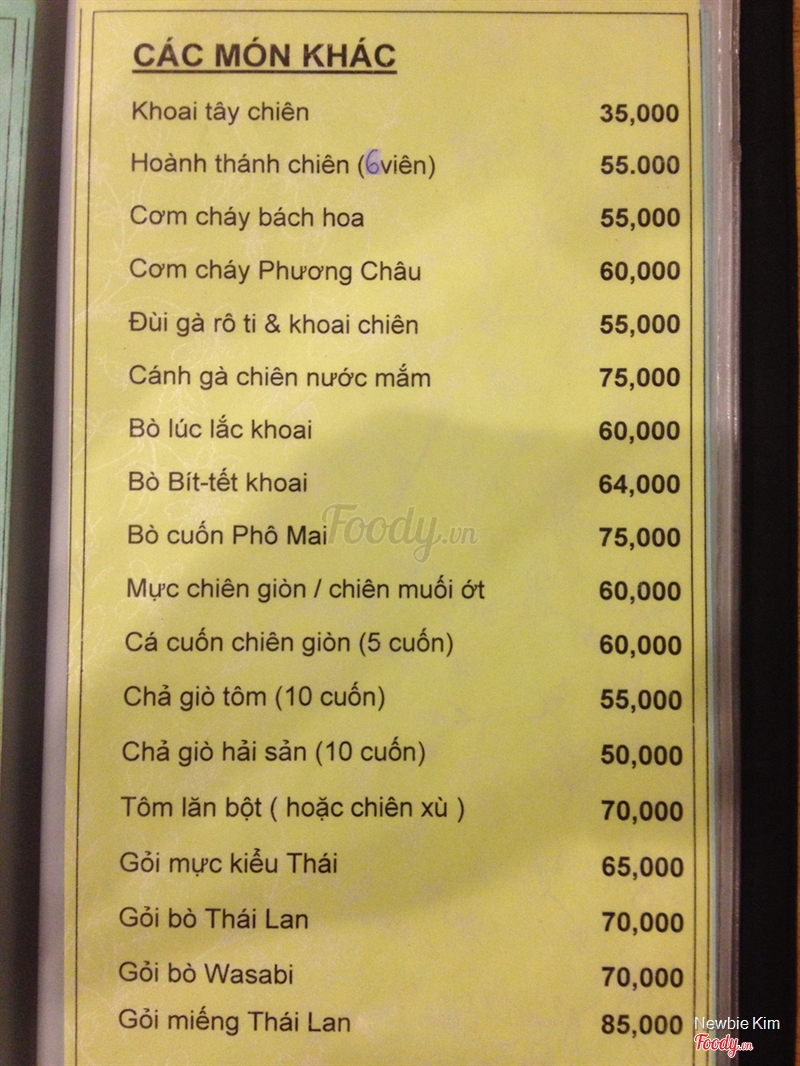 CÁC MÓN KHÁC
Khoai tây chiên 35,000
Hoành thánh chiên (6viên) 55.000
Cơm cháy bách hoa 55,000
Cơm cháy Phương Châu 60,000
Đùi gà rô ti & khoai chiên 55,000
Cánh gà chiên nước mắm 75,000
Bò lúc lắc khoai 60,000
Bò Bít-tết khoai 64,000
Bò cuốn Phô Mai 75,000
Foody.vn
Mực chiên giòn / chiên muối ớt 60,000
Cá cuốn chiên giòn (5 cuốn) 60,000
Chả giò tôm (10 cuốn) 55,000
Chả giò hải sản (10 cuốn) 50,000
Tôm lăn bột ( hoặc chiên xù ) 70,000
Gỏi mực kiểu Thái 65,000
Gỏi bò Thái Lan 70,000
Gỏi bò Wasabi 70,000
Gỏi miếng Thái Lan 85,000
Newbie Kim
Foody.vn